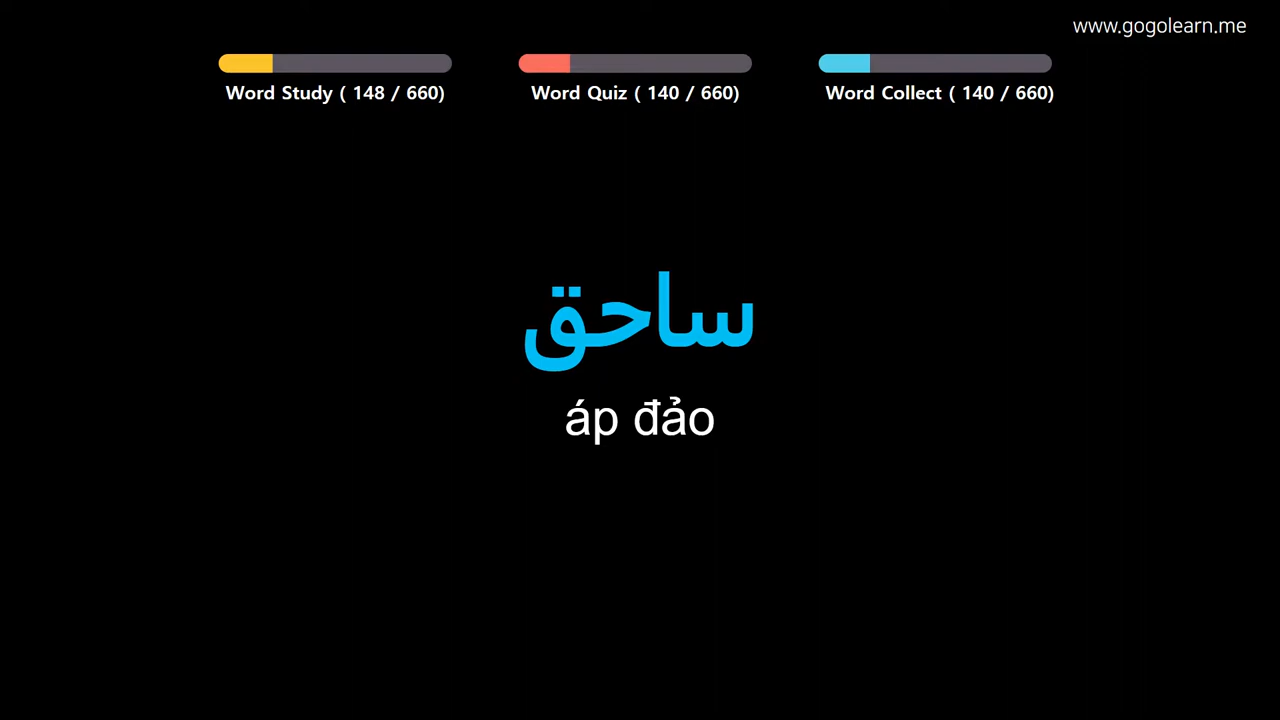 www.gogolearn.me
Word Study ( 148 / 660)
Word Quiz ( 140 / 660)
Word Collect ( 140 / 660)
ساحق
áp đảo